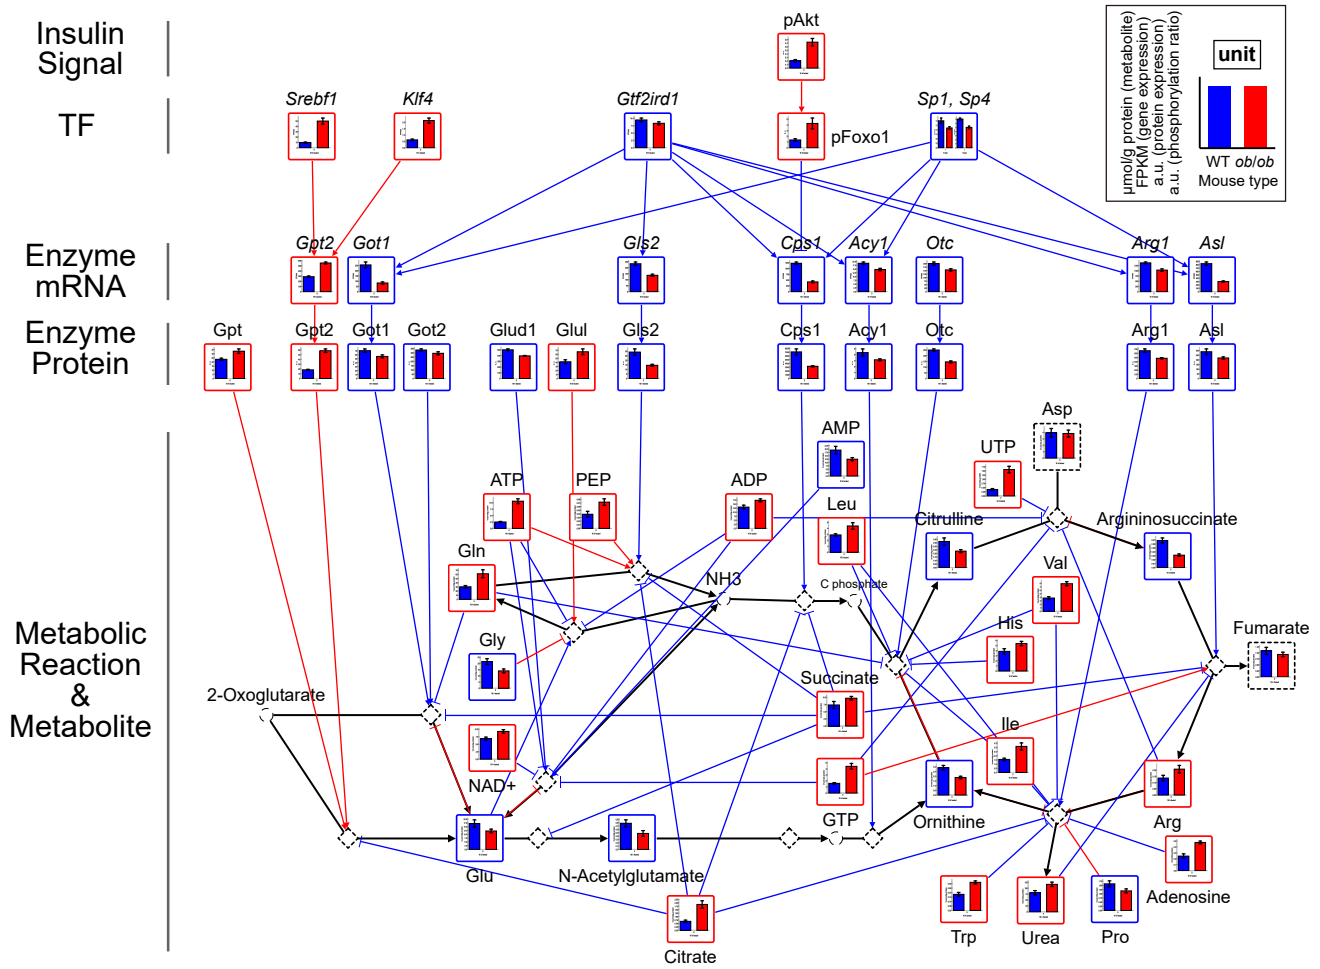 Insulin
Signal
pAkt
TF
Srebf1
Klf4
Gtf2ird1
Sp1, Sp4
pFoxo1
µmol/g protein (metabolite)
FPKM (gene expression)
a.u. (protein expression)
a.u. (phosphorylation ratio)
unit
WT ob/ob
Mouse type
Enzyme
mRNA
Gpt2
Got1
Gls2
Cps1
Acy1
Otc
Arg1
Asl
Enzyme
Protein
Gpt
Gpt2
Got1
Got2
Glud1
Glul
Gls2
Cps1
Acy1
Otc
Arg1
Asl
Metabolic
Reaction
&
Metabolite
Asp
AMP
UTP
ATP
PEP
ADP
Leu
Citrulline
Argininosuccinate
Gln
NH3
C phosphate
Val
His
Fumarate
Gly
Succinate
2-Oxoglutarate
Ile
NAD+
GTP
Ornithine
Arg
Glu
N-Acetylglutamate
Adenosine
Trp
Urea
Pro
Citrate